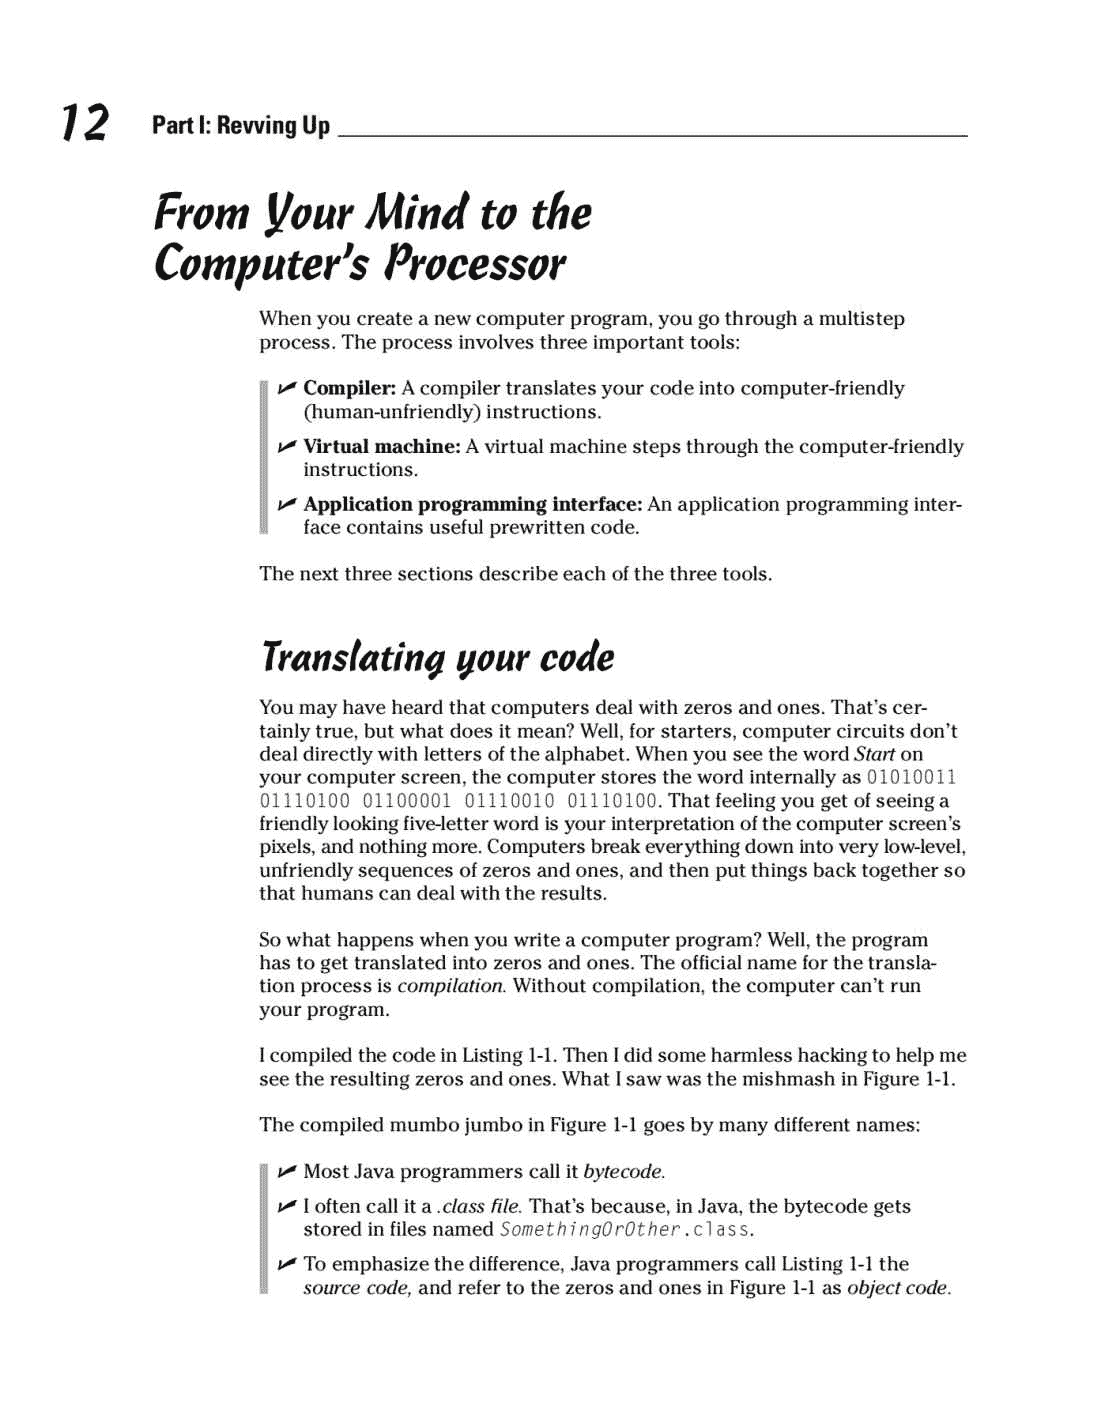 12 Part I: Revving Up
From Your Mind to the
Computer's Processor
When you create a new computer program, you go through a multistep
process. The process involves three important tools:
✓ Compiler: A compiler translates your code into computer-friendly
(human-unfriendly) instructions.
✓ Virtual machine: A virtual machine steps through the computer-friendly
instructions.
✓ Application programming interface: An application programming inter-
face contains useful prewritten code.
The next three sections describe each of the three tools.
Translating your code
You may have heard that computers deal with zeros and ones. That's cer-
tainly true, but what does it mean? Well, for starters, computer circuits don't
deal directly with letters of the alphabet. When you see the word Start on
your computer screen, the computer stores the word internally as 01010011
01110100 01100001 01110010 01110100. That feeling you get of seeing a
friendly looking five-letter word is your interpretation of the computer screen's
pixels, and nothing more. Computers break everything down into very low-level,
unfriendly sequences of zeros and ones, and then put things back together so
that humans can deal with the results.
So what happens when you write a computer program? Well, the program
has to get translated into zeros and ones. The official name for the transla-
tion process is compilation. Without compilation, the computer can't run
your program.
I compiled the code in Listing 1-1. Then I did some harmless hacking to help me
see the resulting zeros and ones. What I saw was the mishmash in Figure 1-1.
The compiled mumbo jumbo in Figure 1-1 goes by many different names:
✓ Most Java programmers call it bytecode.
✓ I often call it a .class file. That's because, in Java, the bytecode gets
stored in files named SomethingOrOther.class.
✓ To emphasize the difference, Java programmers call Listing 1-1 the
source code, and refer to the zeros and ones in Figure 1-1 as object code.